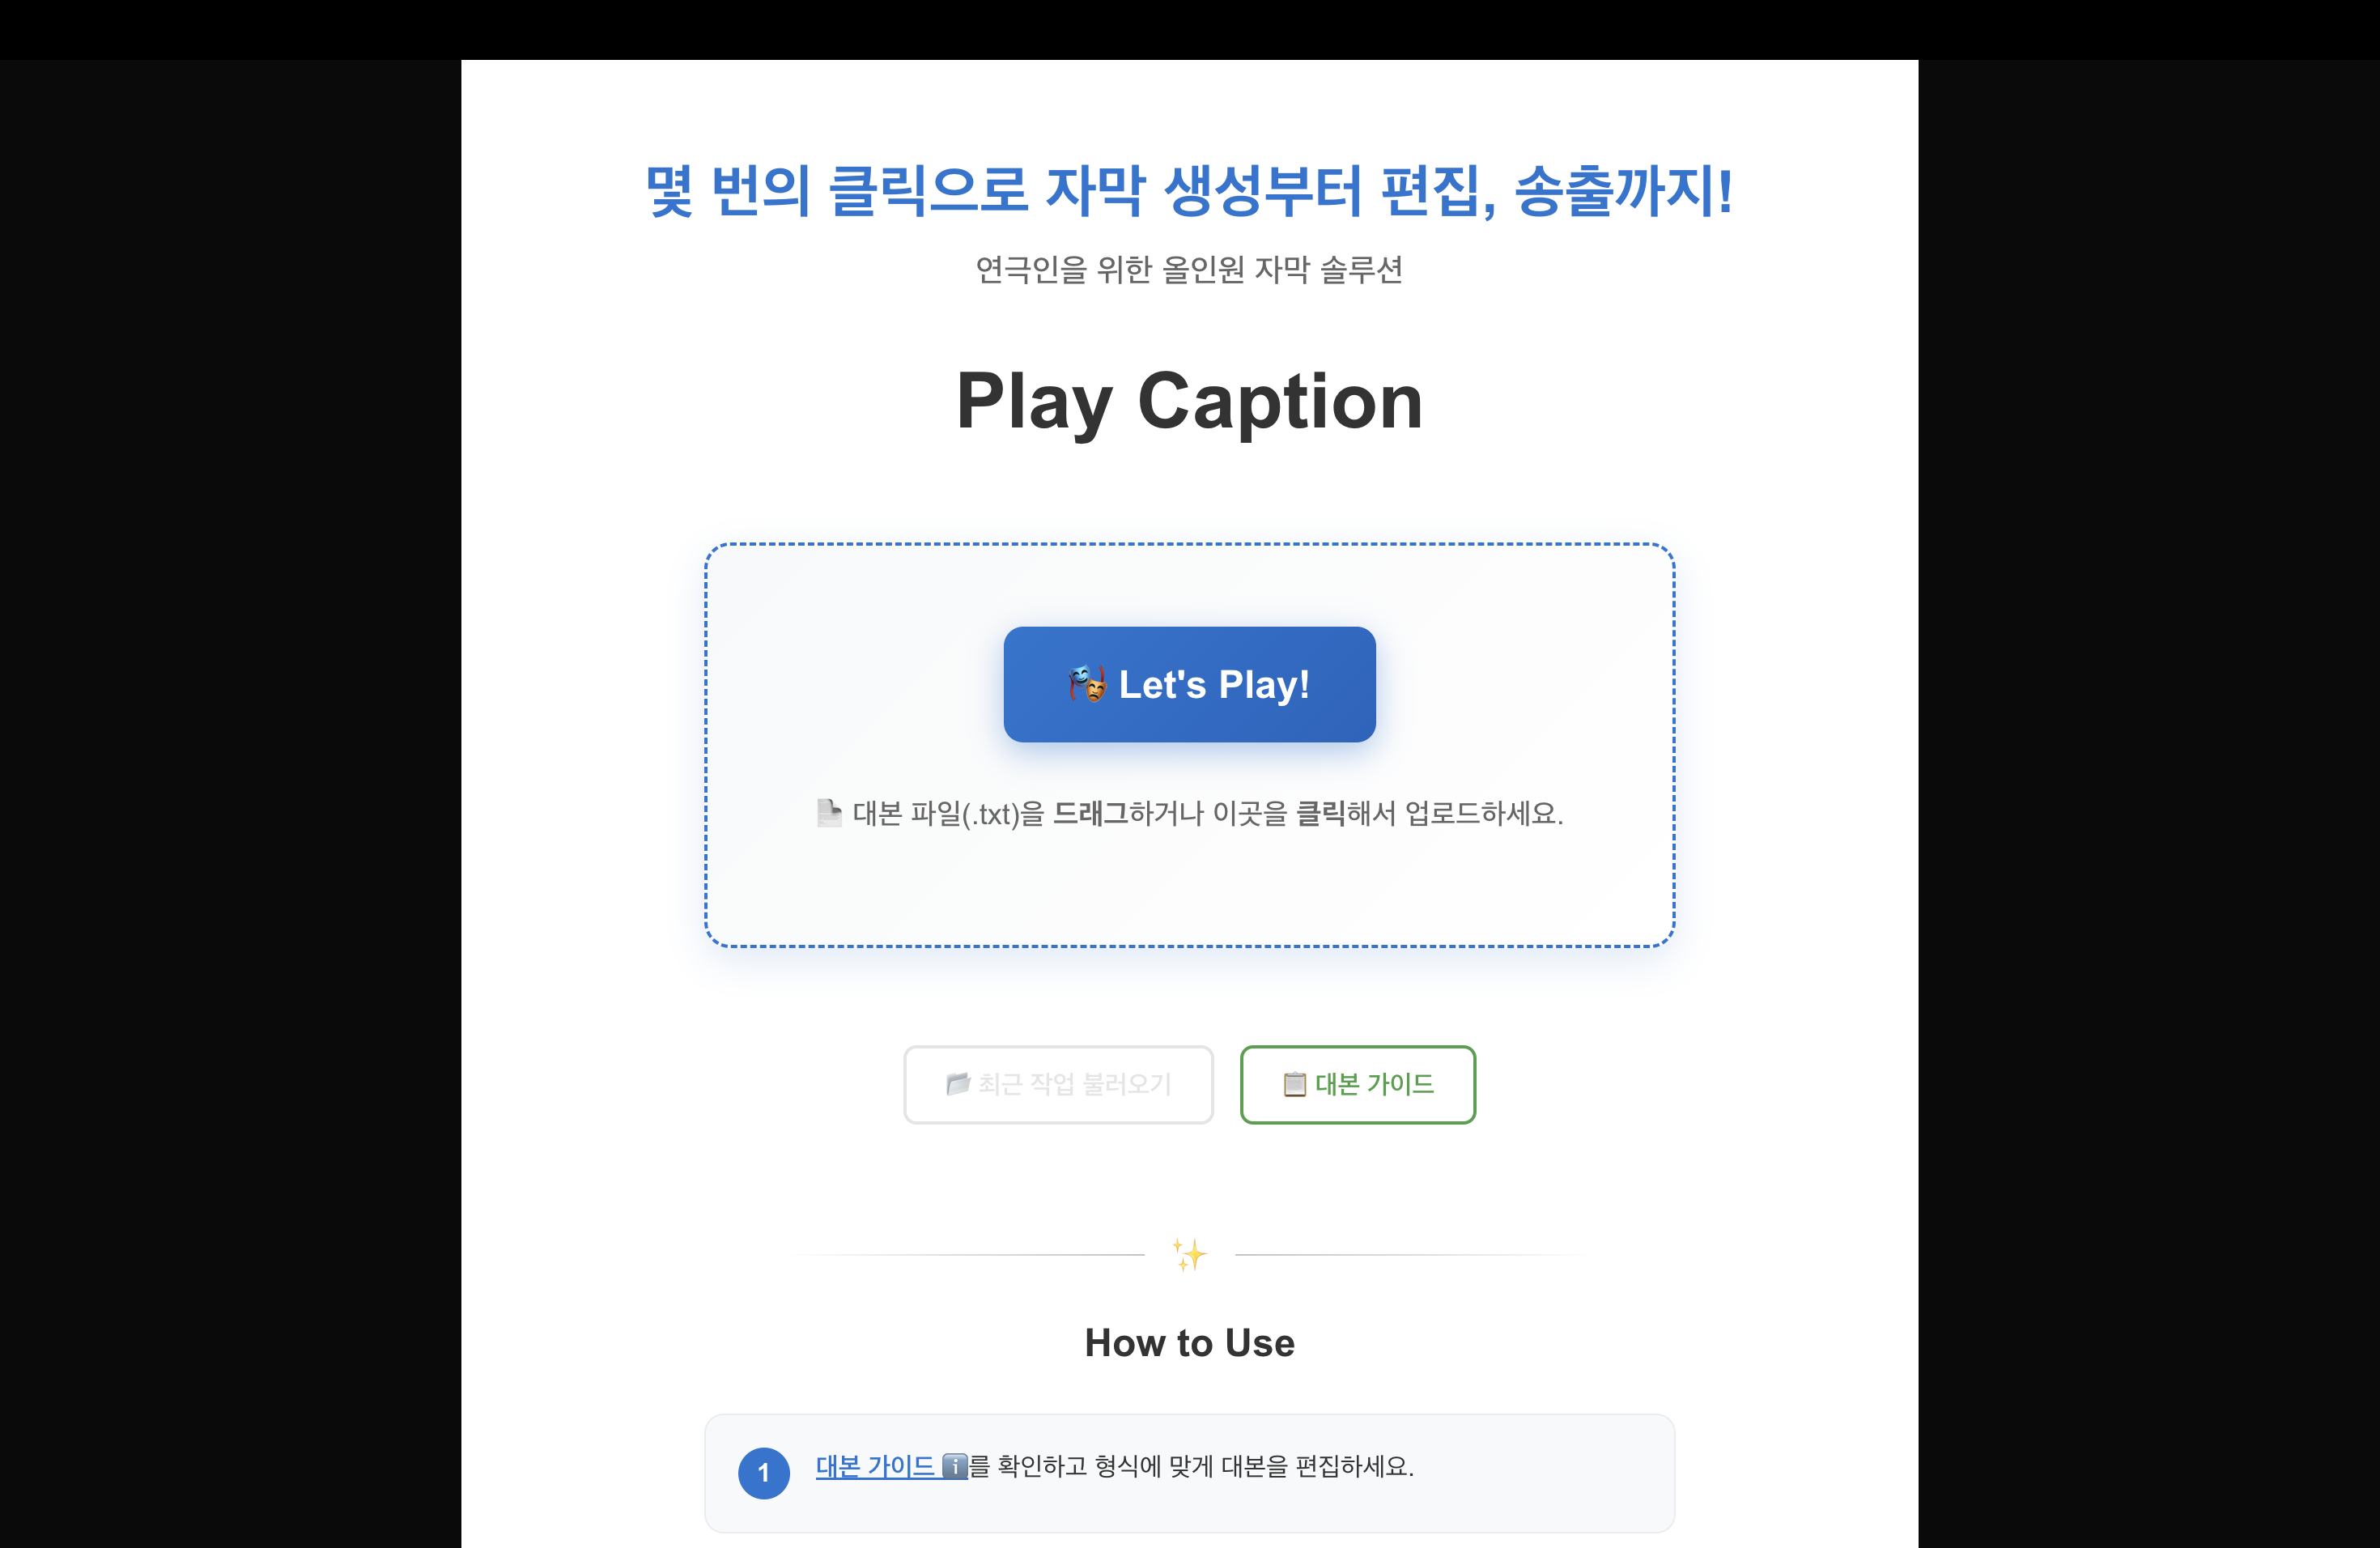 몇 번의 클릭으로 자막 생성부터 편집, 송출까지!
연극인을 위한 올인원 자막 솔루션
Play Caption
🎭 Let's Play!
📄 대본 파일(.txt)을 드래그하거나 이곳을 클릭해서 업로드하세요.
📂 최근 작업 불러오기
📋 대본 가이드
✨
How to Use
1 대본 가이드 ℹ️를 확인하고 형식에 맞게 대본을 편집하세요.